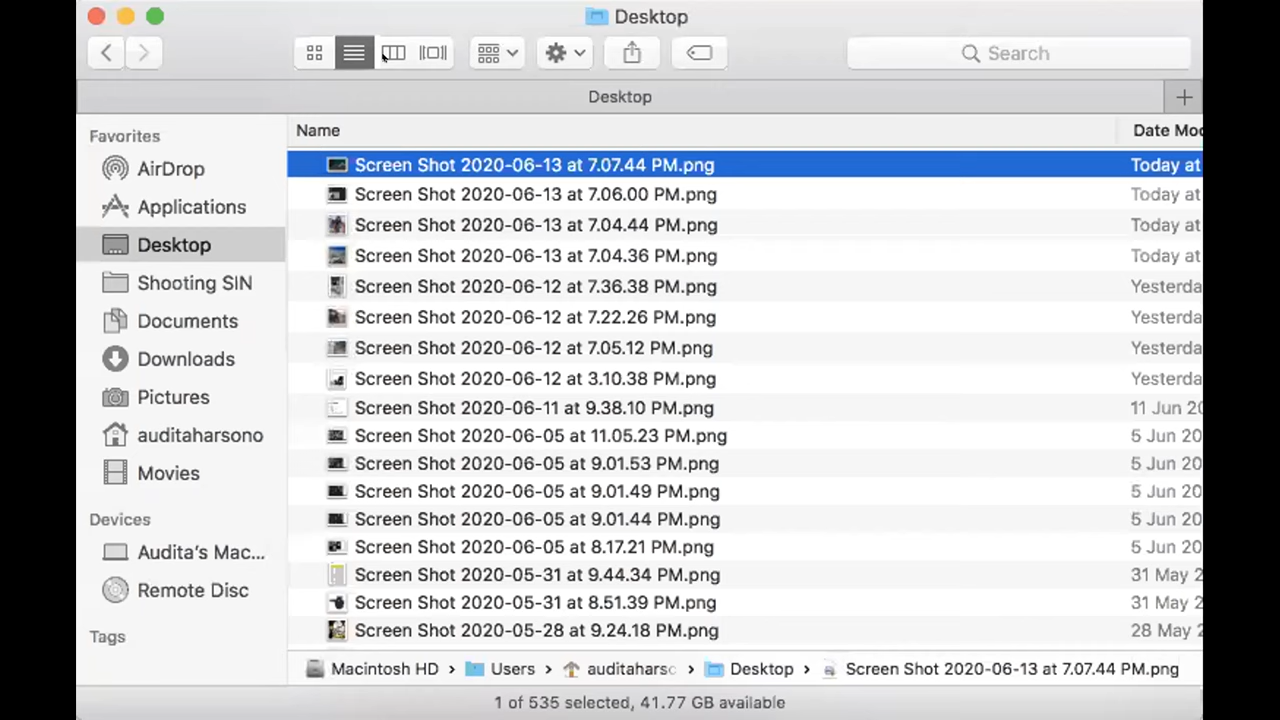 Desktop
Search
Desktop
Favorites
AirDrop
Applications
Desktop
Shooting SIN
Documents
Downloads
Pictures
auditaharsono
Movies
Devices
Audita's Mac...
Remote Disc
Tags
Name Date Mo
Screen Shot 2020-06-13 at 7.07.44 PM.png Today at
Screen Shot 2020-06-13 at 7.06.00 PM.png Today at
Screen Shot 2020-06-13 at 7.04.44 PM.png Today at
Screen Shot 2020-06-13 at 7.04.36 PM.png Today at
Screen Shot 2020-06-12 at 7.36.38 PM.png Yesterda
Screen Shot 2020-06-12 at 7.22.26 PM.png Yesterda
Screen Shot 2020-06-12 at 7.05.12 PM.png Yesterda
Screen Shot 2020-06-12 at 3.10.38 PM.png Yesterda
Screen Shot 2020-06-11 at 9.38.10 PM.png 11 Jun 20
Screen Shot 2020-06-05 at 11.05.23 PM.png 5 Jun 20
Screen Shot 2020-06-05 at 9.01.53 PM.png 5 Jun 20
Screen Shot 2020-06-05 at 9.01.49 PM.png 5 Jun 20
Screen Shot 2020-06-05 at 9.01.44 PM.png 5 Jun 20
Screen Shot 2020-06-05 at 8.17.21 PM.png 5 Jun 20
Screen Shot 2020-05-31 at 9.44.34 PM.png 31 May 2
Screen Shot 2020-05-31 at 8.51.39 PM.png 31 May 2
Screen Shot 2020-05-28 at 9.24.18 PM.png 28 May 2
Macintosh HD › Users › auditaharso › Desktop › Screen Shot 2020-06-13 at 7.07.44 PM.png
1 of 535 selected, 41.77 GB available